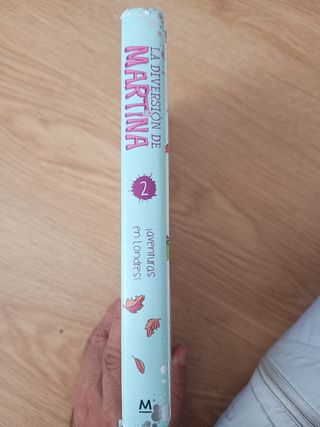 LA DIVERSIÓN DE
MARTINA
2
¡aventuras
en Londres!
M